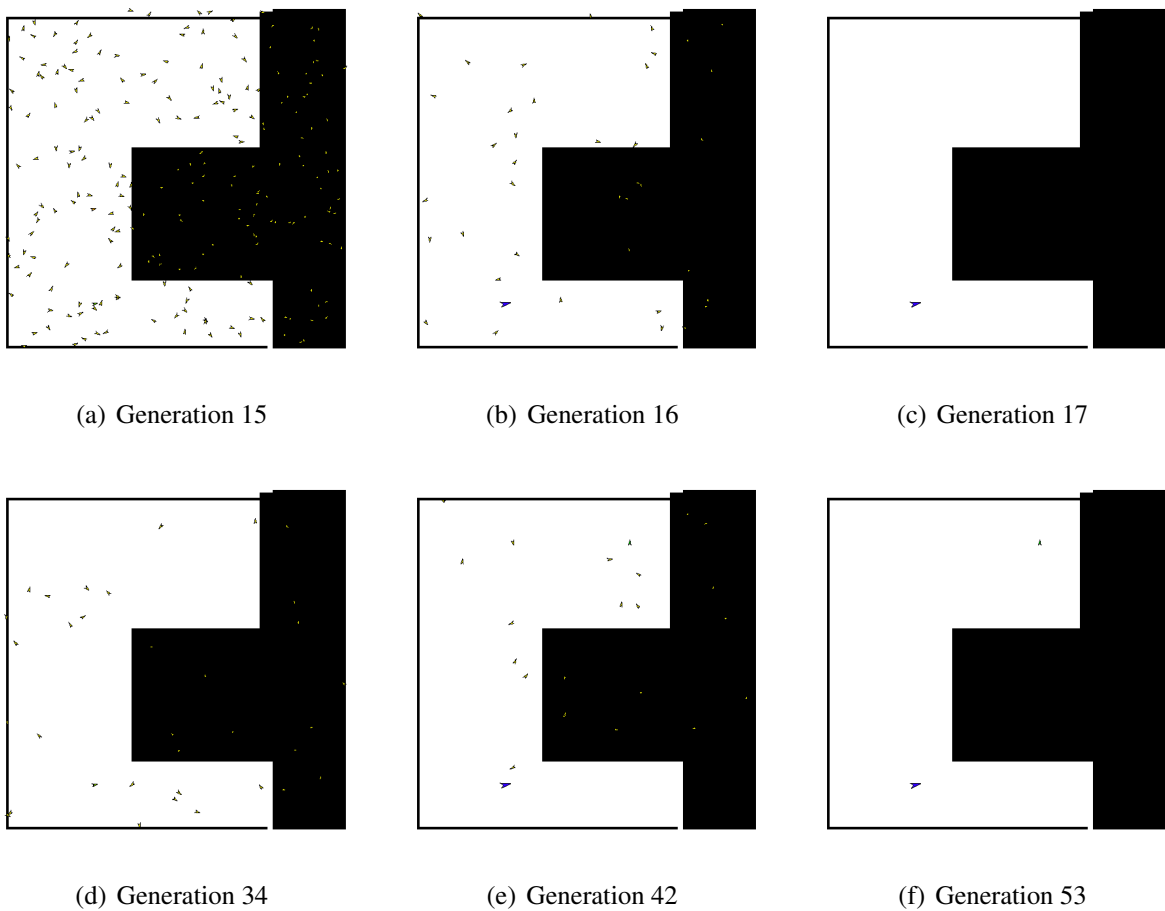 (a) Generation 15
(b) Generation 16
(c) Generation 17
(d) Generation 34
(e) Generation 42
(f) Generation 53